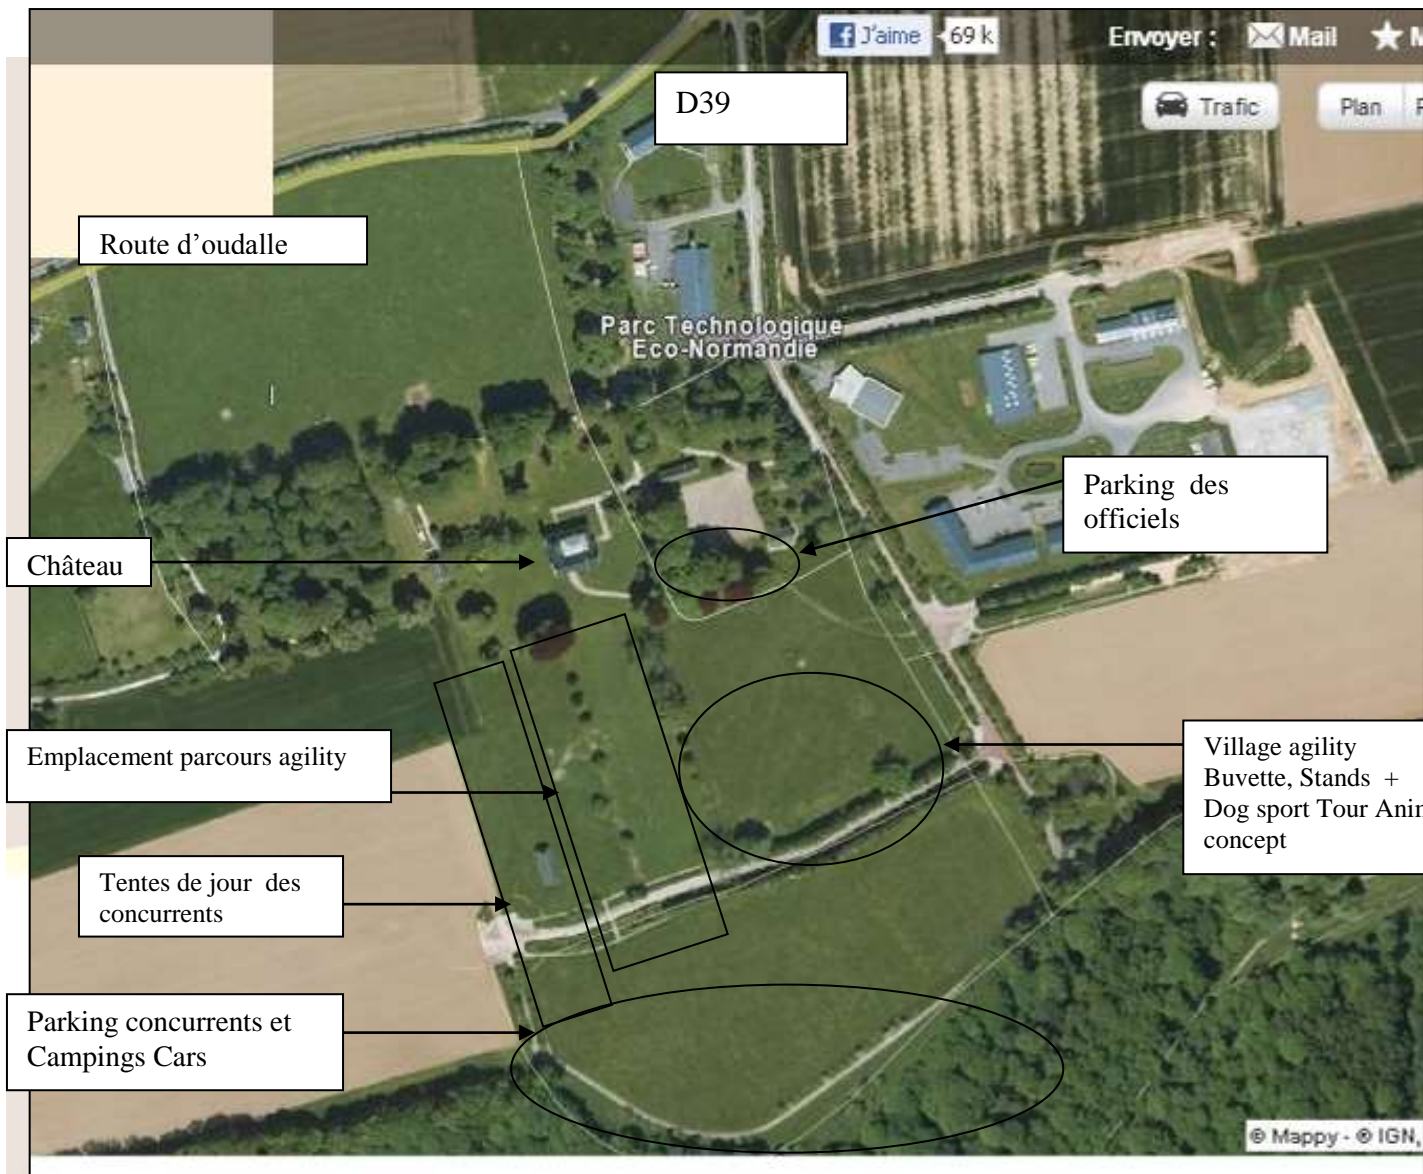 J'aime
69 k
Envoyer :
Mail
D39
Trafic
Plan
Route d'oudalle
Parc Technologique
Eco-Normandie
Parking des
officiels
Château
Emplacement parcours agility
Village agility
Buvette, Stands +
Dog sport Tour
concept
Tentes de jour des
concurrents
Parking concurrents et
Campings Cars
© Mappy - © IGN,